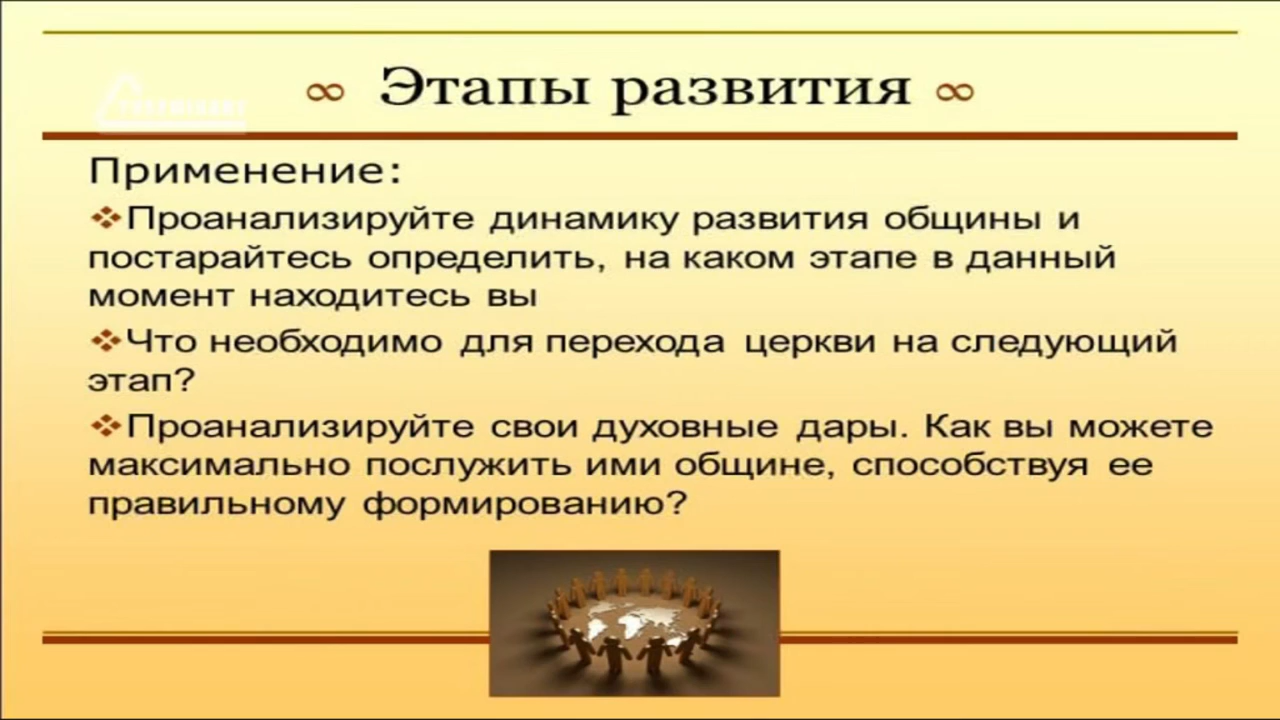 ∞ Этапы развития ∞
Применение:
❖Проанализируйте динамику развития общины и
постарайтесь определить, на каком этапе в данный
момент находитесь вы
❖Что необходимо для перехода церкви на следующий
этап?
❖Проанализируйте свои духовные дары. Как вы можете
максимально послужить ими общине, способствуя ее
правильному формированию?